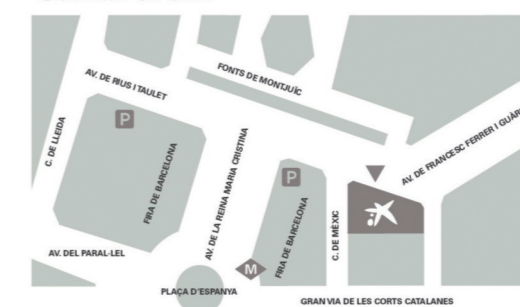 FONTS DE MONTJUÏC
AV. DE RIUS I TAULET
P
C. DE LLEIDA
FIRA DE BARCELONA
AV. DE LA REINA MARIA CRISTINA
P
FIRA DE BARCELONA
C. DE MÈXIC
AV. DE FRANCESC FERRER I GUÀR
AV. DEL PARAL·LEL
M
PLAÇA D'ESPANYA
GRAN VIA DE LES CORTS CATALANES